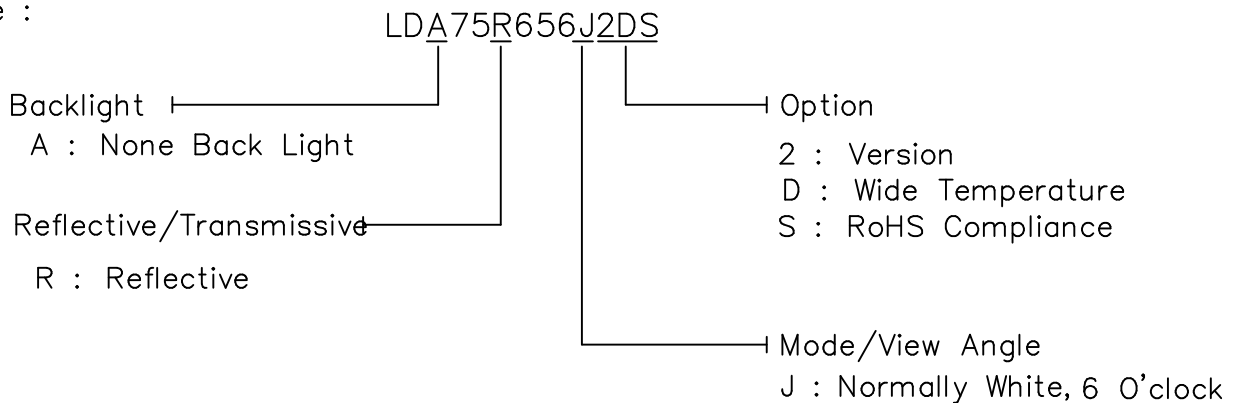 e :
LDA75R656J2DS
Backlight
A : None Back Light
Reflective/Transmissive
R : Reflective
Option
2 : Version
D : Wide Temperature
S : RoHS Compliance
Mode/View Angle
J : Normally White, 6 O'clock